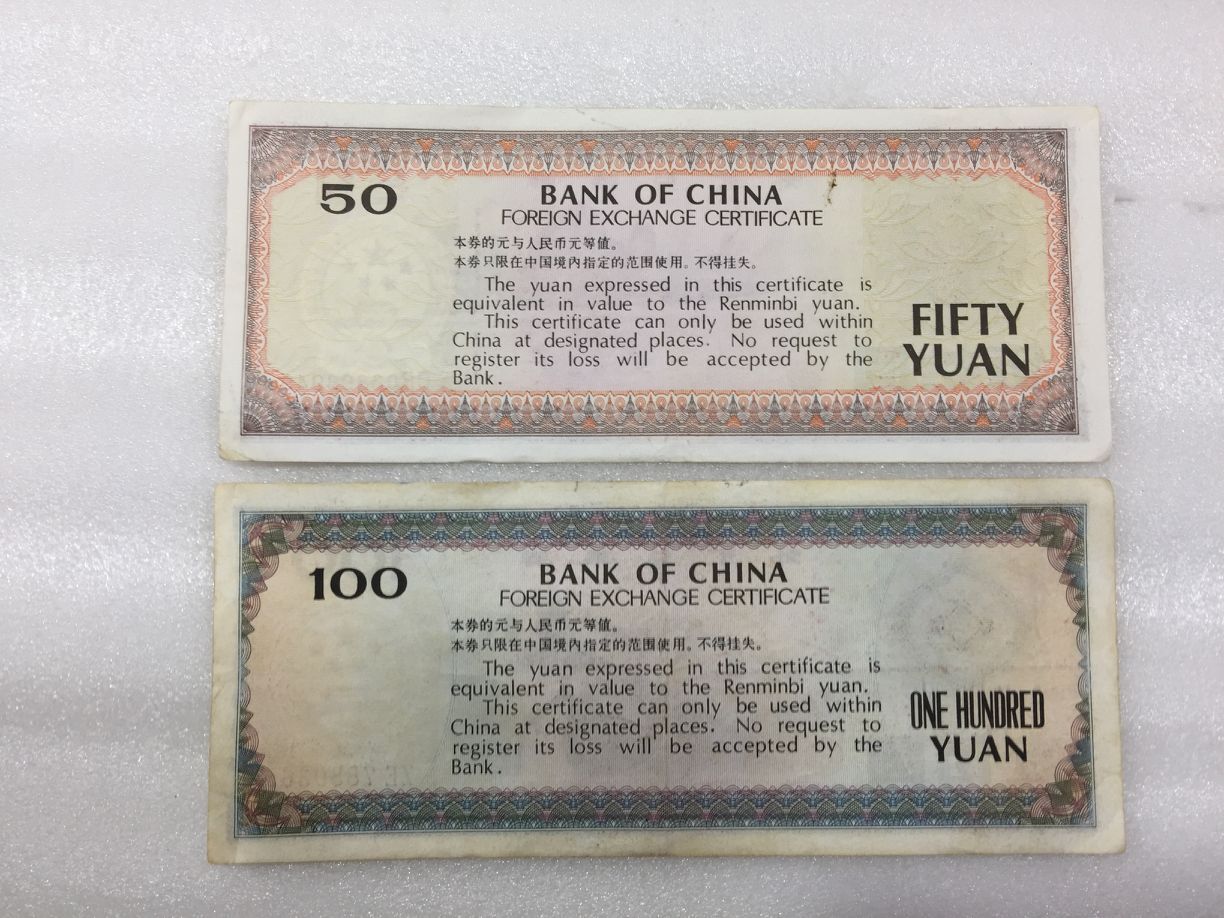 50
BANK OF CHINA
FOREIGN EXCHANGE CERTIFICATE
本券的元与人民币元等值。
本券只限在中国境内指定的范围使用。不得挂失。
The yuan expressed in this certificate is
equivalent in value to the Renminbi yuan.
This certificate can only be used within
China at designated places. No request to
register its loss will be accepted by the
Bank.
FIFTY
YUAN
100
BANK OF CHINA
FOREIGN EXCHANGE CERTIFICATE
本券的元与人民币元等值。
本券只限在中国境内指定的范围使用。不得挂失。
The yuan expressed in this certificate is
equivalent in value to the Renminbi yuan.
This certificate can only be used within
China at designated places. No request to
register its loss will be accepted by the
Bank.
ONE HUNDRED
YUAN